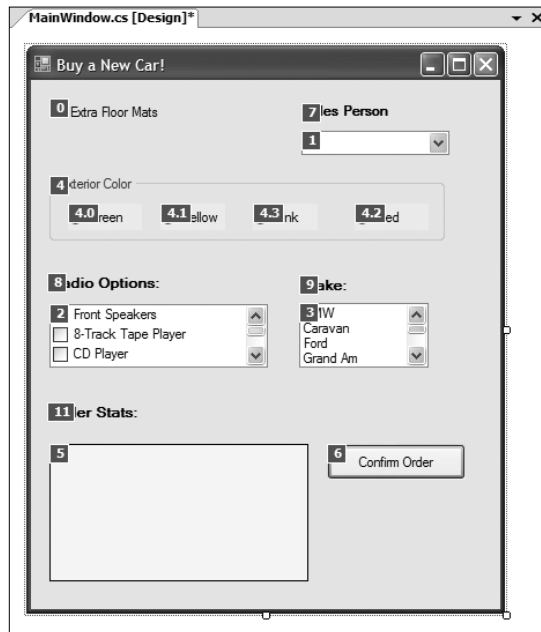 MainWindow.cs [Design]*
Buy a New Car!
0 Extra Floor Mats
7 les Person
1
4 xterior Color
4.0 reen
4.1 ellow
4.3 nk
4.2 ed
8 adio Options:
9 ake:
2 Front Speakers
8-Track Tape Player
CD Player
3 MW
Caravan
Ford
Grand Am
11 er Stats:
5
6 Confirm Order